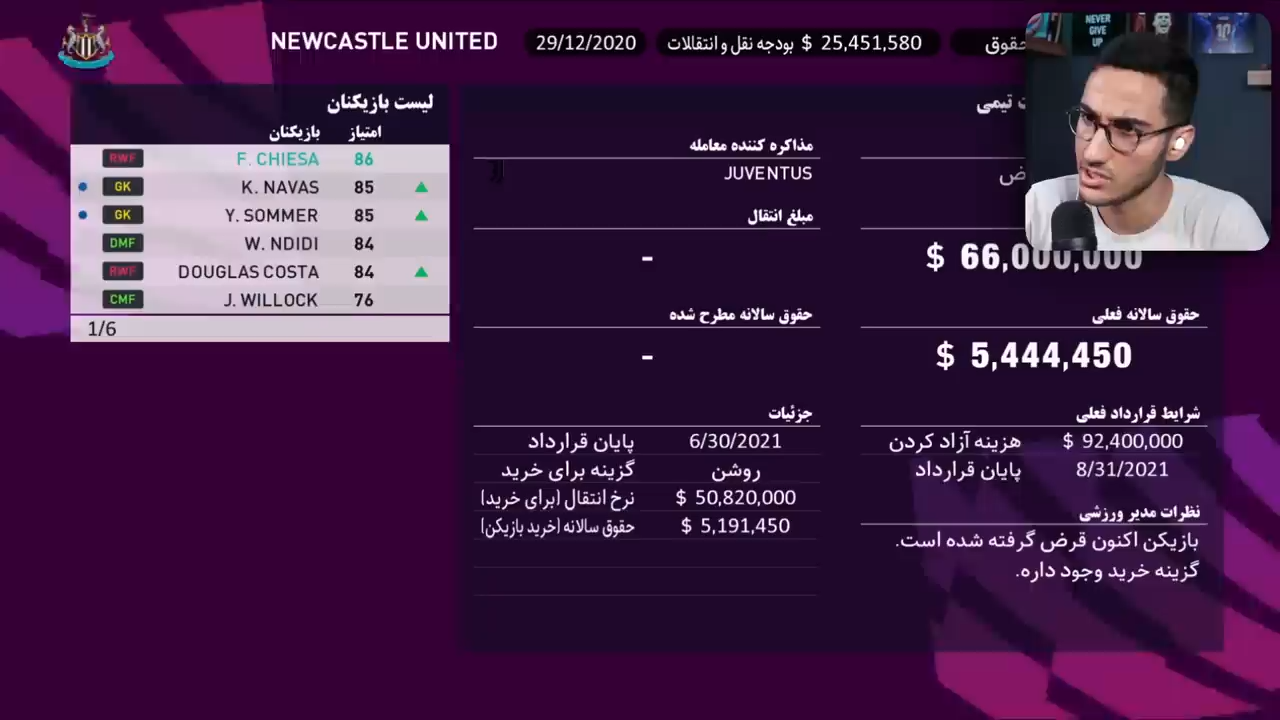 NEWCASTLE UNITED
29/12/2020
بودجه نقل و انتقالات $ 25,451,580
NEVER
GIVE
UP
10
لیست بازیکنان
بازیکنان امتیاز
RWF F. CHIESA 86
GK K. NAVAS 85
GK Y. SOMMER 85
DMF W. NDIDI 84
RWF DOUGLAS COSTA 84
CMF J. WILLOCK 76
1/6
تیمی
مذاکره کننده معامله
JUVENTUS
مبلغ انتقال
-
$ 66,000,000
حقوق سالانه فعلی
$ 5,444,450
حقوق سالانه مطرح شده
-
شرایط قرارداد فعلی
هزینه آزاد کردن $ 92,400,000
پایان قرارداد 8/31/2021
جزئیات
پایان قرارداد 6/30/2021
گزینه برای خرید روشن
نرخ انتقال (برای خرید) $ 50,820,000
حقوق سالانه (خرید بازیکن) $ 5,191,450
نظرات مدیر ورزشی
بازیکن اکنون قرض گرفته شده است.
گزینه خرید وجود داره.